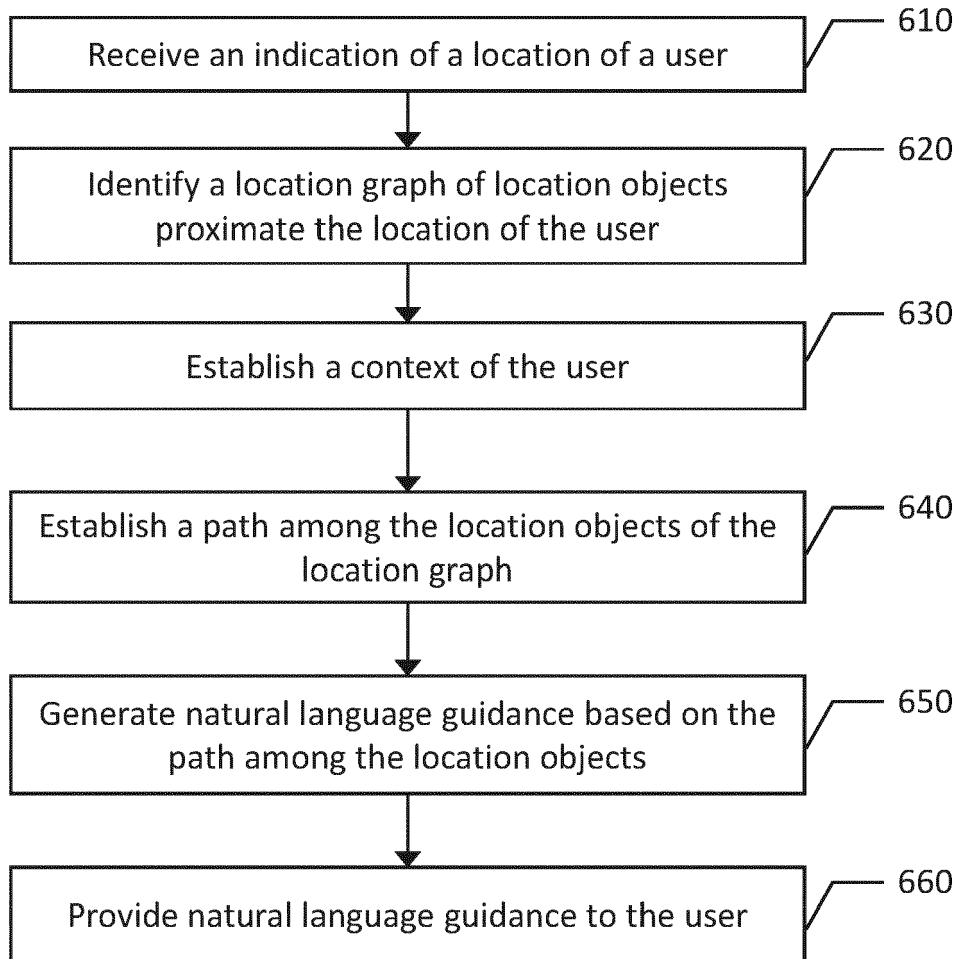 610
Receive an indication of a location of a user
620
Identify a location graph of location objects
proximate the location of the user
630
Establish a context of the user
640
Establish a path among the location objects of the
location graph
650
Generate natural language guidance based on the
path among the location objects
660
Provide natural language guidance to the user